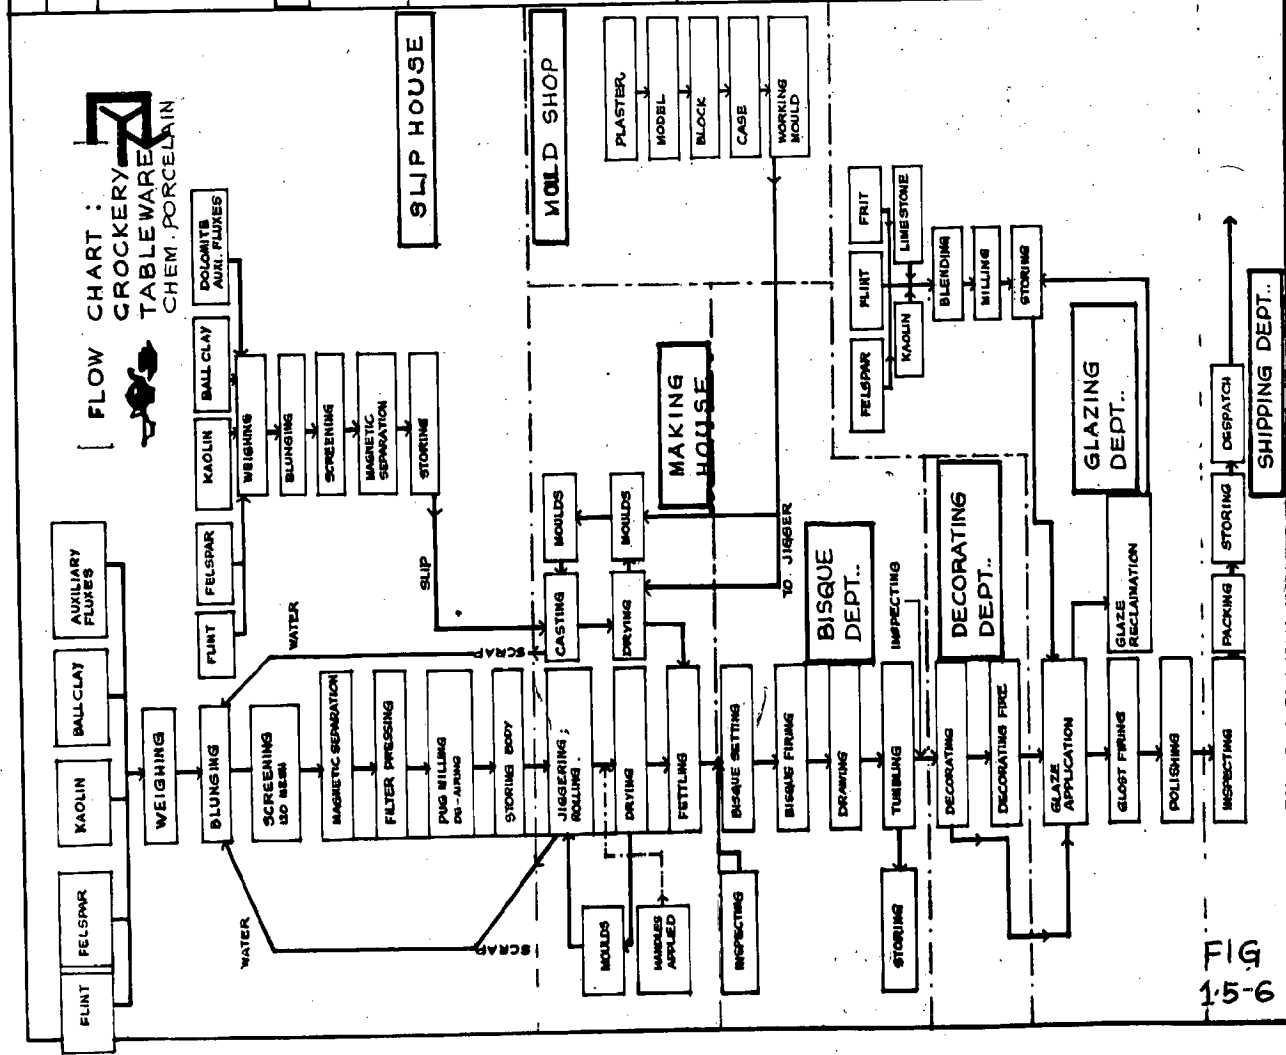 FLOW CHART :
GROCKERY
TABLEWARE
CHEM. PORCELAIN
SLIP HOUSE
FLINT
FELSPAR
KAOLIN
BALL CLAY
AUXILIARY
FLUXES
WEIGHING
BLUNGING
SCREENING
120 MESH
MAGNETIC SEPARATION
FILTER PRESSING
PUG MILLING
DE-AIRING
STORING BODY
WATER
SCRAP
FLINT
FELSPAR
KAOLIN
BALL CLAY
DOLOMITE
AUXI. FLUXES
WEIGHING
BLUNGING
SCREENING
MAGNETIC
SEPARATION
STORING
SLIP
WATER
SCRAP
MOULD SHOP
PLASTER
MODEL
BLOCK
CASE
WORKING
MOULD
MAKING
HOUSE
MOULDS
MOULDS
CASTING
DRYING
TO JIGGER
JIGGERING ;
ROLLING
DRYING
FETTLING
MOULDS
HANDLES
APPLIED
BISQUE
DEPT..
BISQUE SETTING
BISQUE FIRING
DRAWING
TUMBLING
INSPECTING
INSPECTING
STORING
DECORATING
DEPT..
DECORATING
DECORATING FIRE
GLAZING
DEPT..
FELSPAR
FLINT
FRIT
KAOLIN
LIMESTONE
BLENDING
MILLING
STORING
GLAZE
APPLICATION
GLAZE
RECLAIMATION
GLOST FIRING
POLISHING
SHIPPING DEPT..
INSPECTING
PACKING
STORING
DESPATCH
FIG
1.5-6